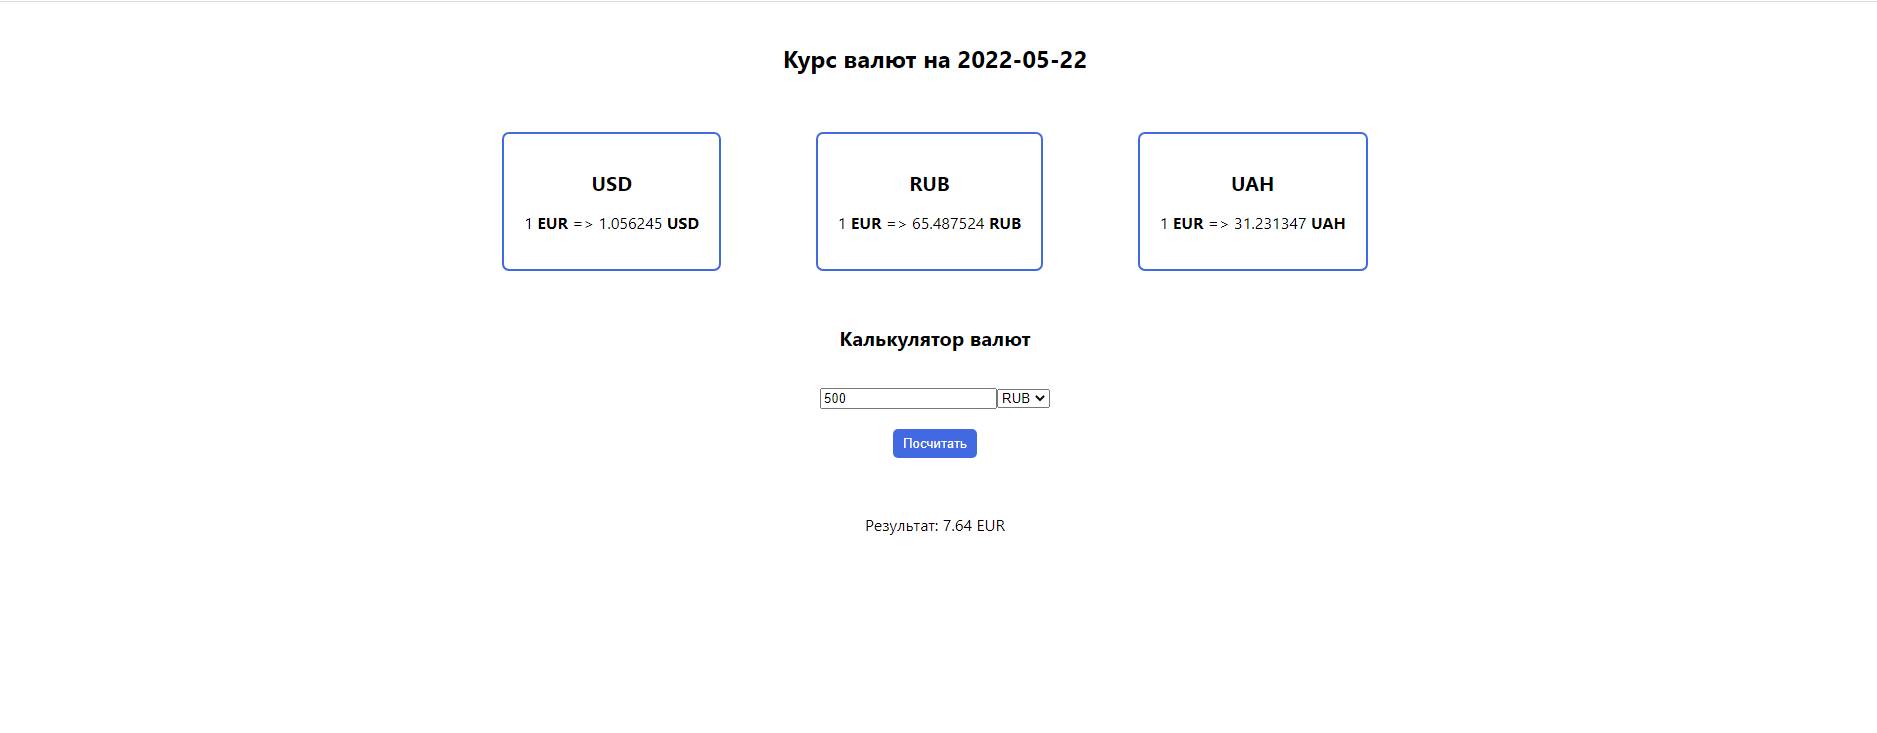 Курс валют на 2022-05-22
USD
1 EUR => 1.056245 USD
RUB
1 EUR => 65.487524 RUB
UAH
1 EUR => 31.231347 UAH
Калькулятор валют
500 RUB
Посчитать
Результат: 7.64 EUR